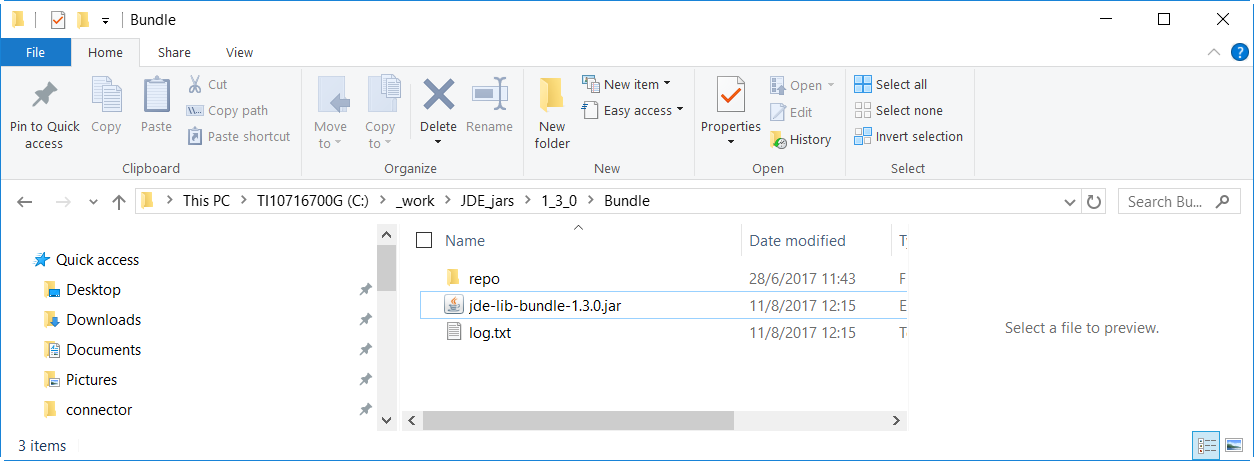 Bundle
File Home Share View
Pin to Quick access
Copy
Paste
Cut
Copy path
Paste shortcut
Clipboard
Move to
Copy to
Delete
Rename
Organize
New folder
New item
Easy access
New
Properties
Open
Edit
History
Open
Select all
Select none
Invert selection
Select
This PC > TI10716700G (C:) > _work > JDE_jars > 1_3_0 > Bundle
Search Bu...
Quick access
Desktop
Downloads
Documents
Pictures
connector
Name Date modified Ty
repo 28/6/2017 11:43 F
jde-lib-bundle-1.3.0.jar 11/8/2017 12:15 E
log.txt 11/8/2017 12:15 Te
Select a file to preview.
3 items